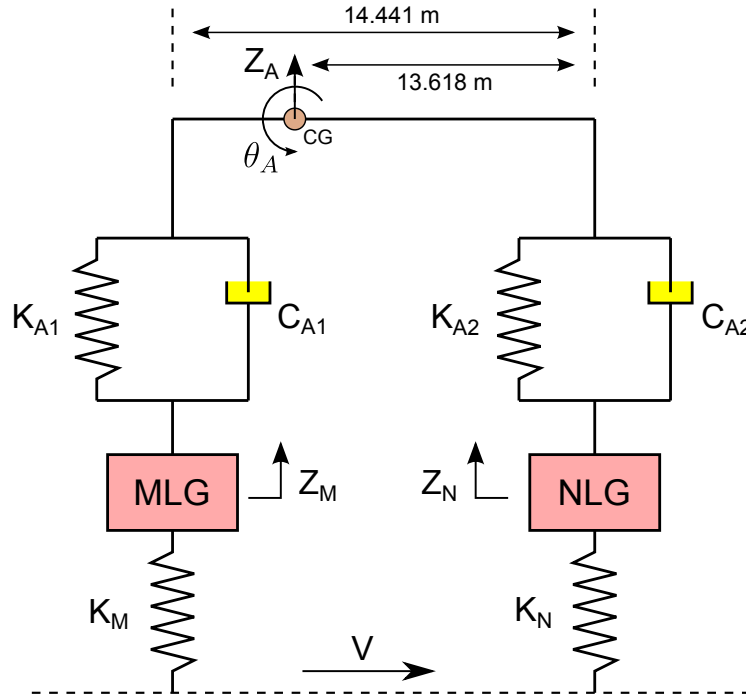 14.441 m
Z_A
13.618 m
CG
θ_A
K_A1
C_A1
K_A2
C_A2
MLG
Z_M
Z_N
NLG
K_M
V
K_N